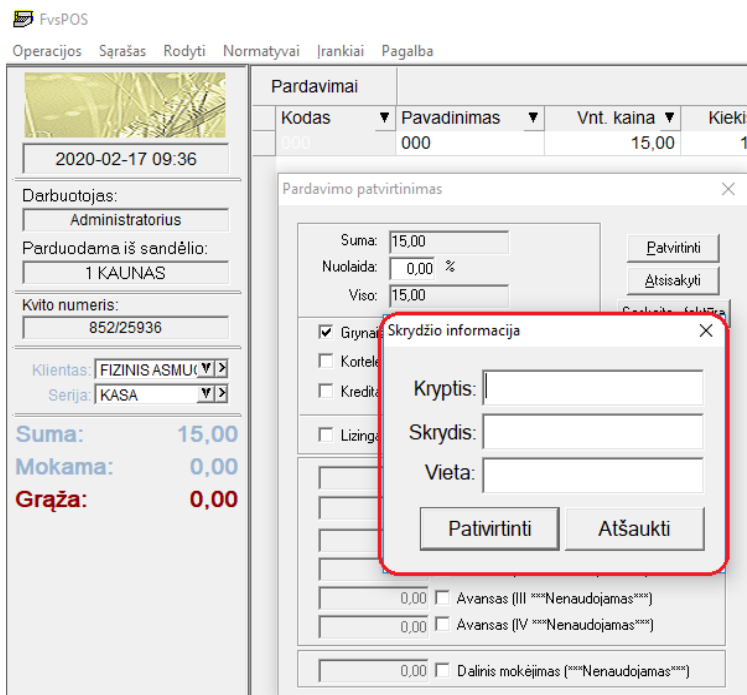 FvsPOS
Operacijos Sąrašas Rodyti Normatyvai Įrankiai Pagalba
2020-02-17 09:36
Darbuotojas:
Administratorius
Parduodama iš sandėlio:
1 KAUNAS
Kvito numeris:
852/25936
Klientas: FIZINIS ASMU
Serija: KASA
Suma: 15,00
Mokama: 0,00
Grąža: 0,00
Pardavimai
Kodas Pavadinimas Vnt. kaina Kiekis
000 000 15,00 1
Pardavimo patvirtinimas
Suma: 15,00
Nuolaida: 0,00 %
Viso: 15,00
Patvirtinti
Atsisakyti
Grynai
Kortele
Kredita
Lizinga
Skrydžio informacija
Kryptis:
Skrydis:
Vieta:
Pativirtinti Atšaukti
0,00 Avansas (III ***Nenaudojamas***)
0,00 Avansas (IV ***Nenaudojamas***)
0,00 Dalinis mokėjimas (***Nenaudojamas***)